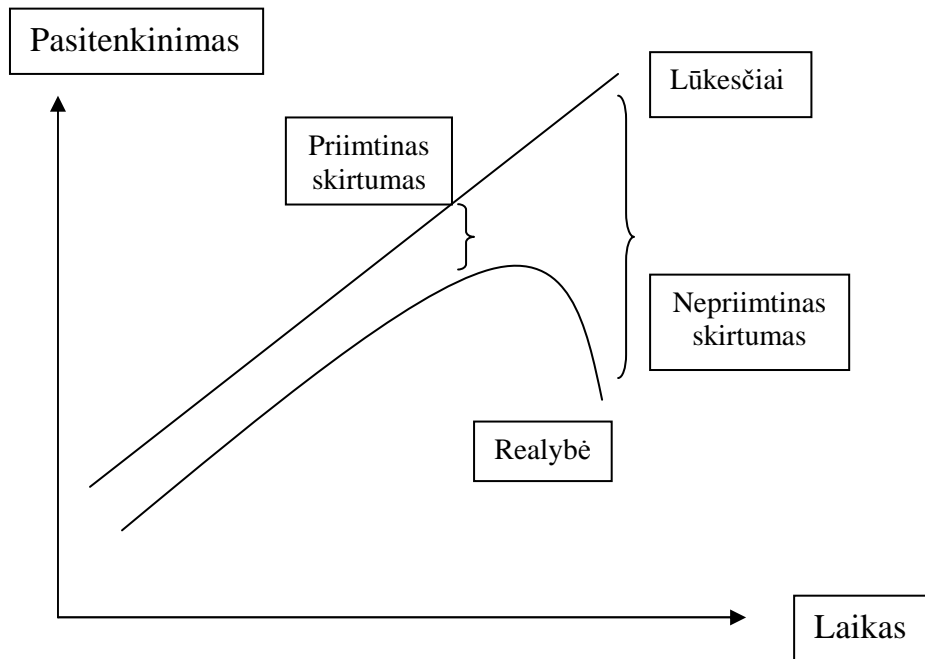 Pasitenkinimas
Lūkesčiai
Priimtinas
skirtumas
Nepriimtinas
skirtumas
Realybė
Laikas